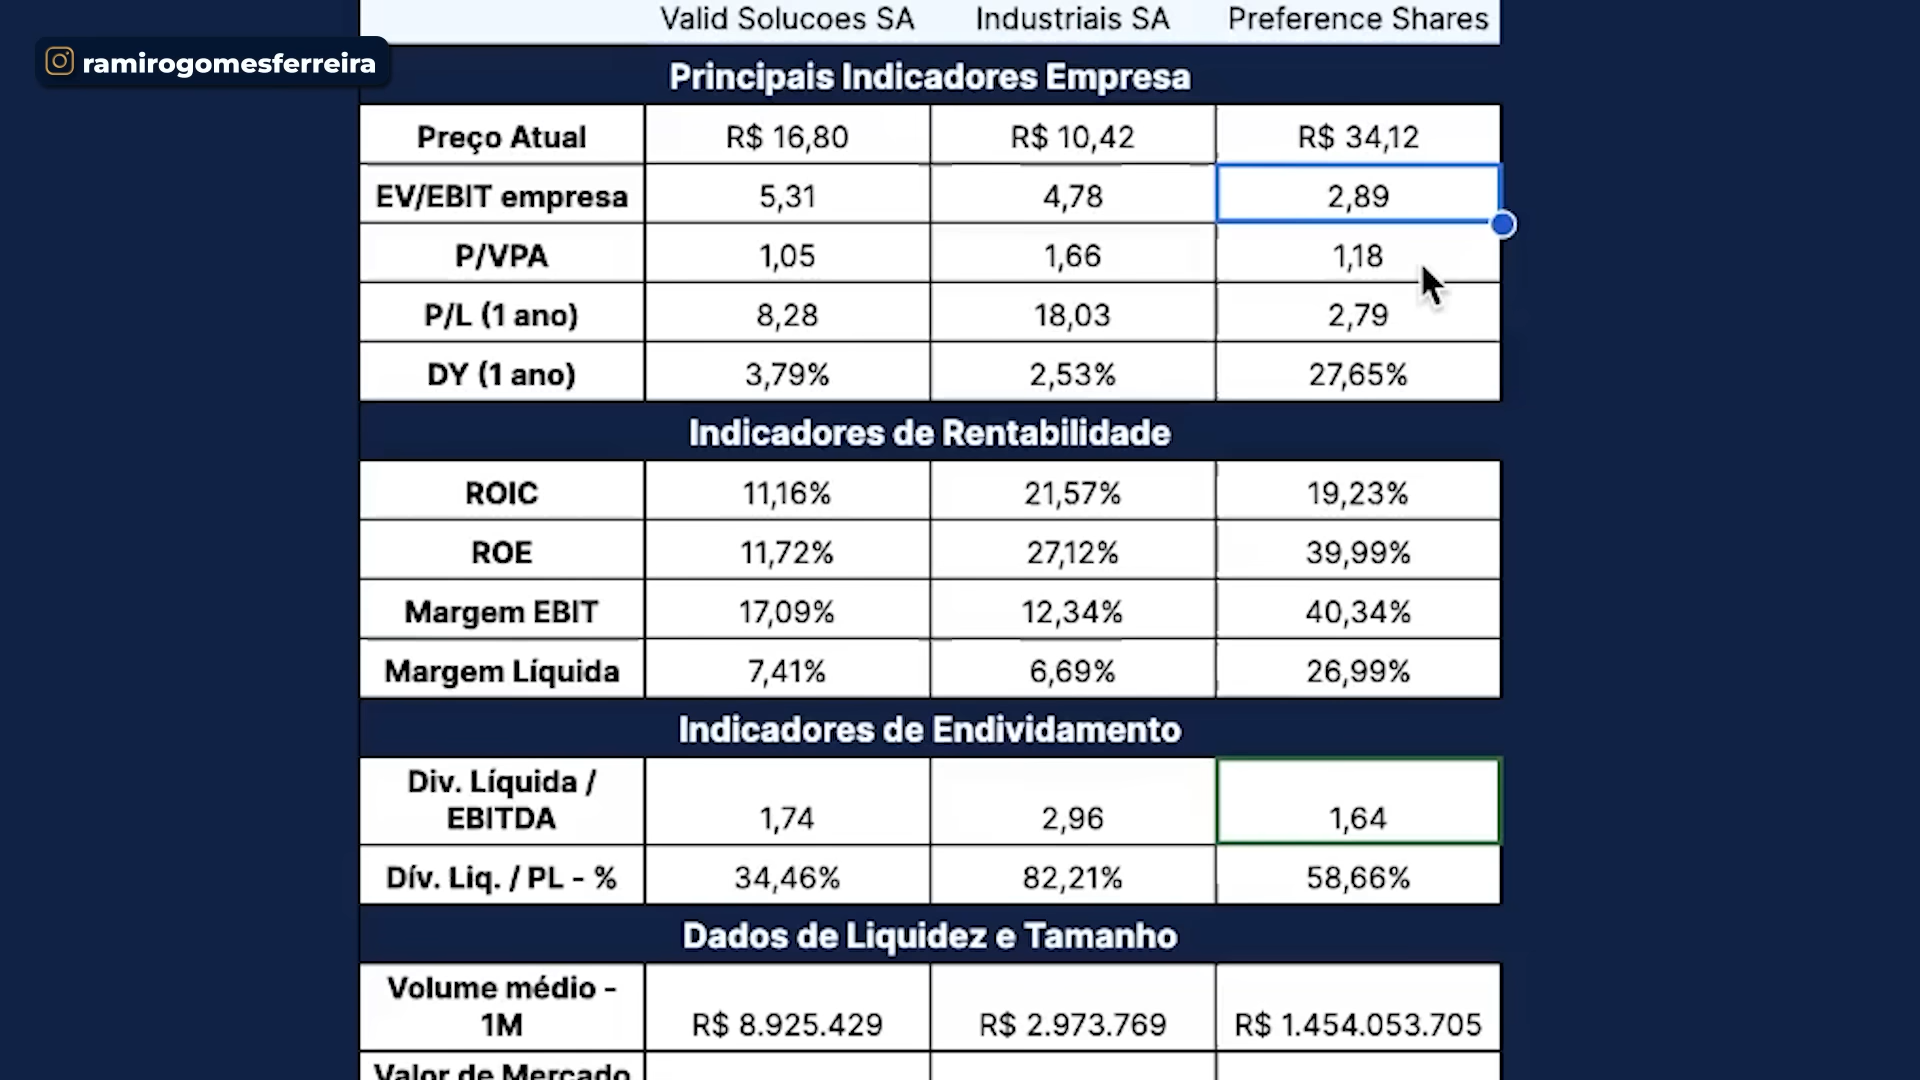 ramirogomesferreira
Valid Solucoes SA Industriais SA Preference Shares
Principais Indicadores Empresa
Preço Atual R$ 16,80 R$ 10,42 R$ 34,12
EV/EBIT empresa 5,31 4,78 2,89
P/VPA 1,05 1,66 1,18
P/L (1 ano) 8,28 18,03 2,79
DY (1 ano) 3,79% 2,53% 27,65%
Indicadores de Rentabilidade
ROIC 11,16% 21,57% 19,23%
ROE 11,72% 27,12% 39,99%
Margem EBIT 17,09% 12,34% 40,34%
Margem Líquida 7,41% 6,69% 26,99%
Indicadores de Endividamento
Div. Líquida /
EBITDA 1,74 2,96 1,64
Dív. Liq. / PL - % 34,46% 82,21% 58,66%
Dados de Liquidez e Tamanho
Volume médio -
1M R$ 8.925.429 R$ 2.973.769 R$ 1.454.053.705
Valor de Mercado